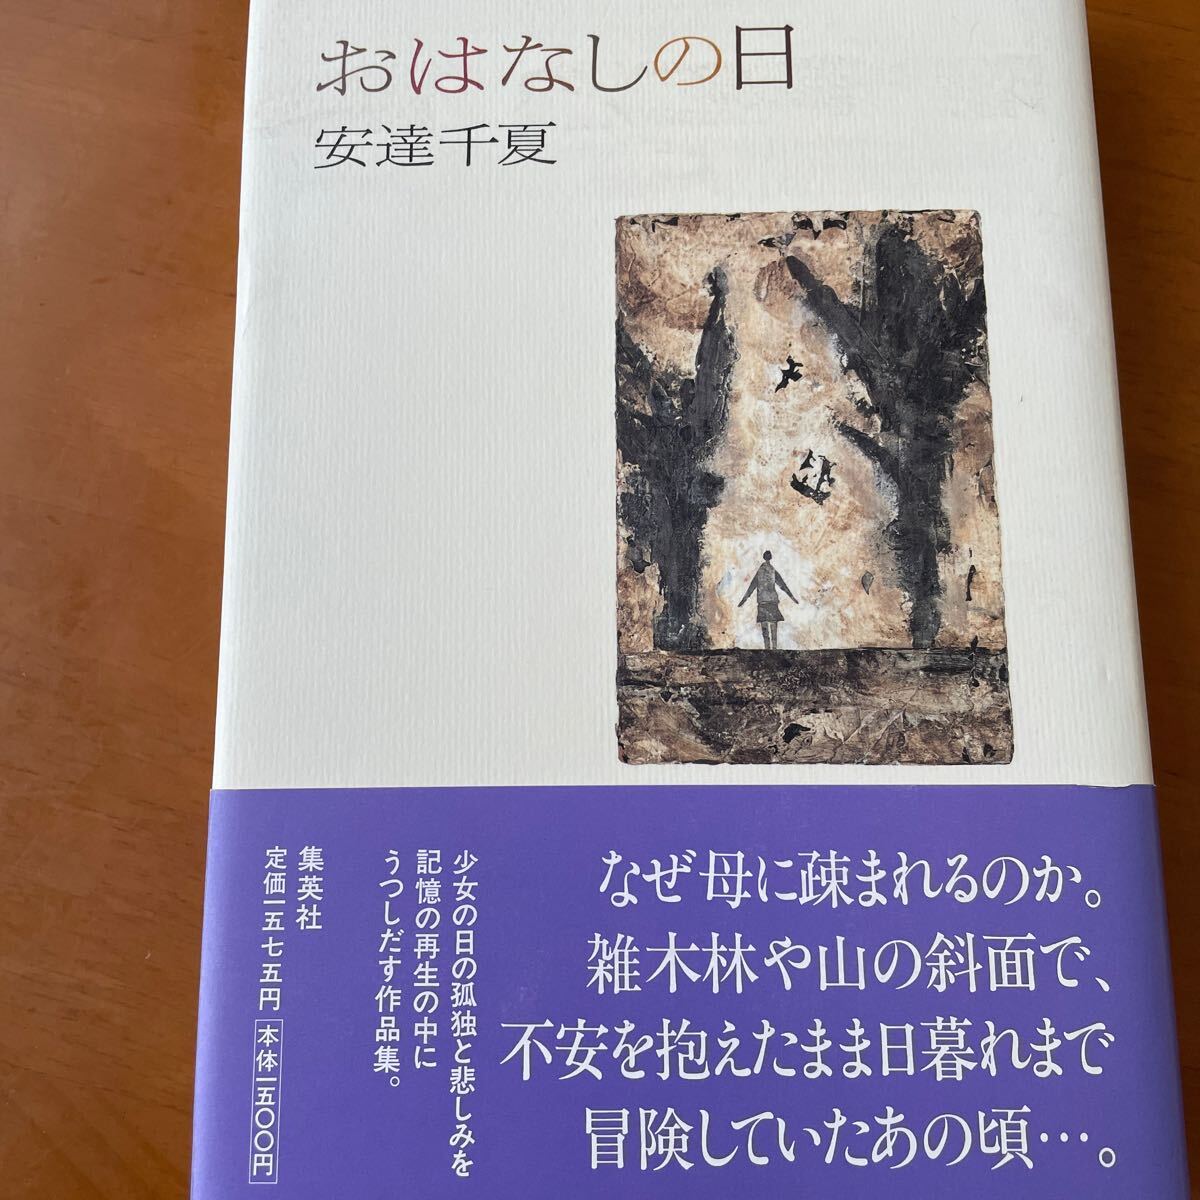 おはなしの日
安達千夏
なぜ母に疎まれるのか。
雑木林や山の斜面で、
不安を抱えたまま日暮れまで
冒険していたあの頃…。
少女の日の孤独と悲しみを
記憶の再生の中に
うつしだす作品集。
集英社
定価一五七五円 本体一五〇〇円